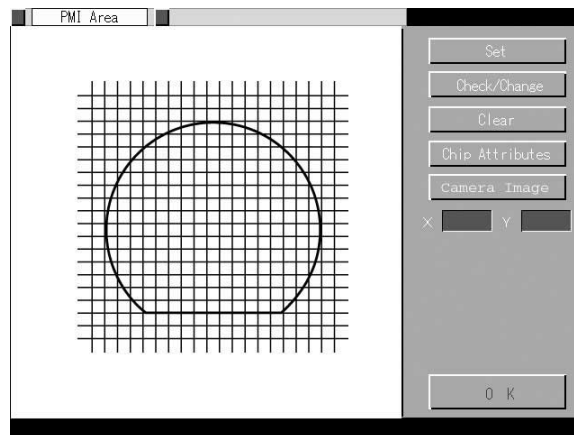 PMI Area
Set
Check/Change
Clear
Chip Attributes
Camera Image
X Y
O K